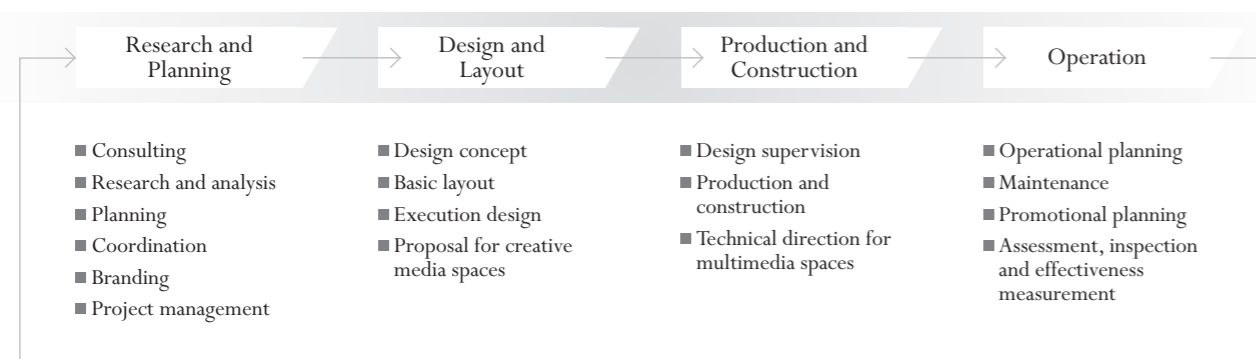 Research and
Planning
Design and
Layout
Production and
Construction
Operation
■ Consulting
■ Research and analysis
■ Planning
■ Coordination
■ Branding
■ Project management
■ Design concept
■ Basic layout
■ Execution design
■ Proposal for creative
media spaces
■ Design supervision
■ Production and
construction
■ Technical direction for
multimedia spaces
■ Operational planning
■ Maintenance
■ Promotional planning
■ Assessment, inspection
and effectiveness
measurement